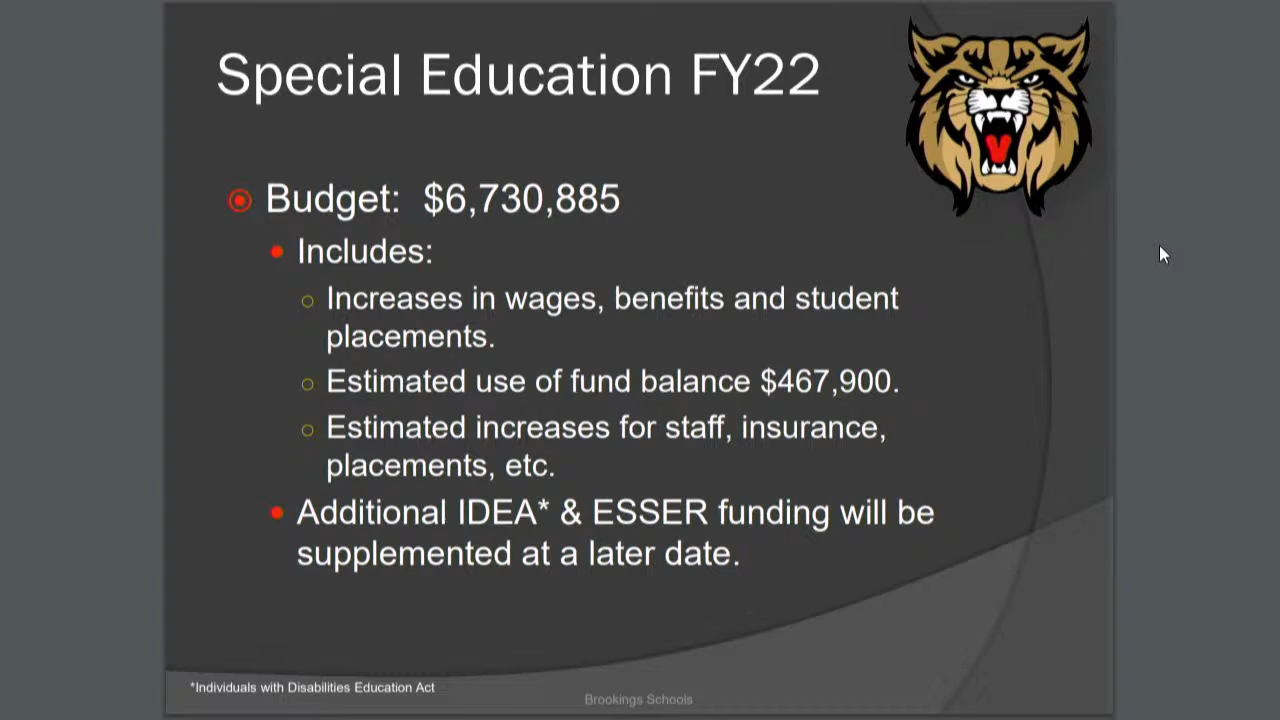 Special Education FY22
Budget: $6,730,885
Includes:
Increases in wages, benefits and student
placements.
Estimated use of fund balance $467,900.
Estimated increases for staff, insurance,
placements, etc.
Additional IDEA* & ESSER funding will be
supplemented at a later date.
*Individuals with Disabilities Education Act
Brookings Schools